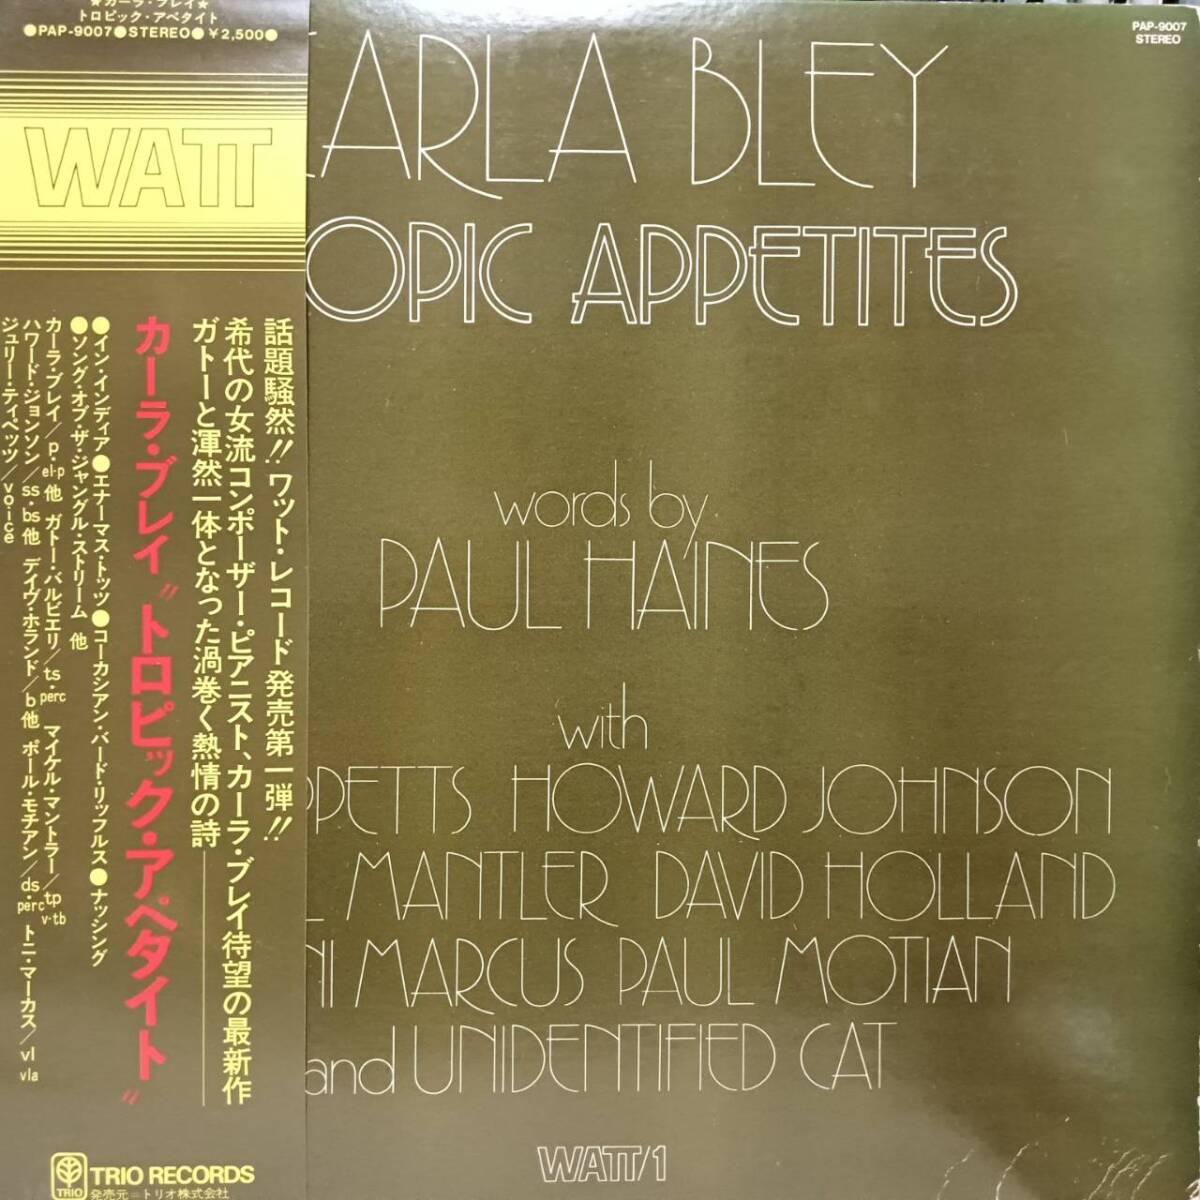 ★カーラ・ブレイ★
トロピック・アペタイト
●PAP-9007●STEREO●¥2,500●
WATT
話題騒然!!ワット・レコード発売第一弾!!
希代の女流コンポーザー・ピアニスト、カーラ・ブレイ待望の最新作
ガトーと渾然一体となった渦巻く熱情の詩──
カーラ・ブレイ〝トロピック・アペタイト〟
●イン・インディア●エナーマス・トッツ●コーカシアン・バード・リッフルス●ナッシング
●ソング・オブ・ザ・ジャングル・ストリーム 他
カーラ・ブレイ/p・el-p他 ガトー・バルビエリ/ts・perc マイケル・マントラー/tp v-tb
ハワード・ジョンソン/ss・bs他 デイヴ・ホランド/b他 ポール・モチアン/ds・perc トニ・マーカス/vl vla
ジュリー・ティペッツ/voice
TRIO
TRIO RECORDS
発売元=トリオ株式会社
PAP-9007
STEREO
ARLA BLEY
OPIC APPETITES
words by
PAUL HAINES
with
PPETTS HOWARD JOHNSON
L MANTLER DAVID HOLLAND
NI MARCUS PAUL MOTIAN
and UNIDENTIFIED CAT
WATT/1